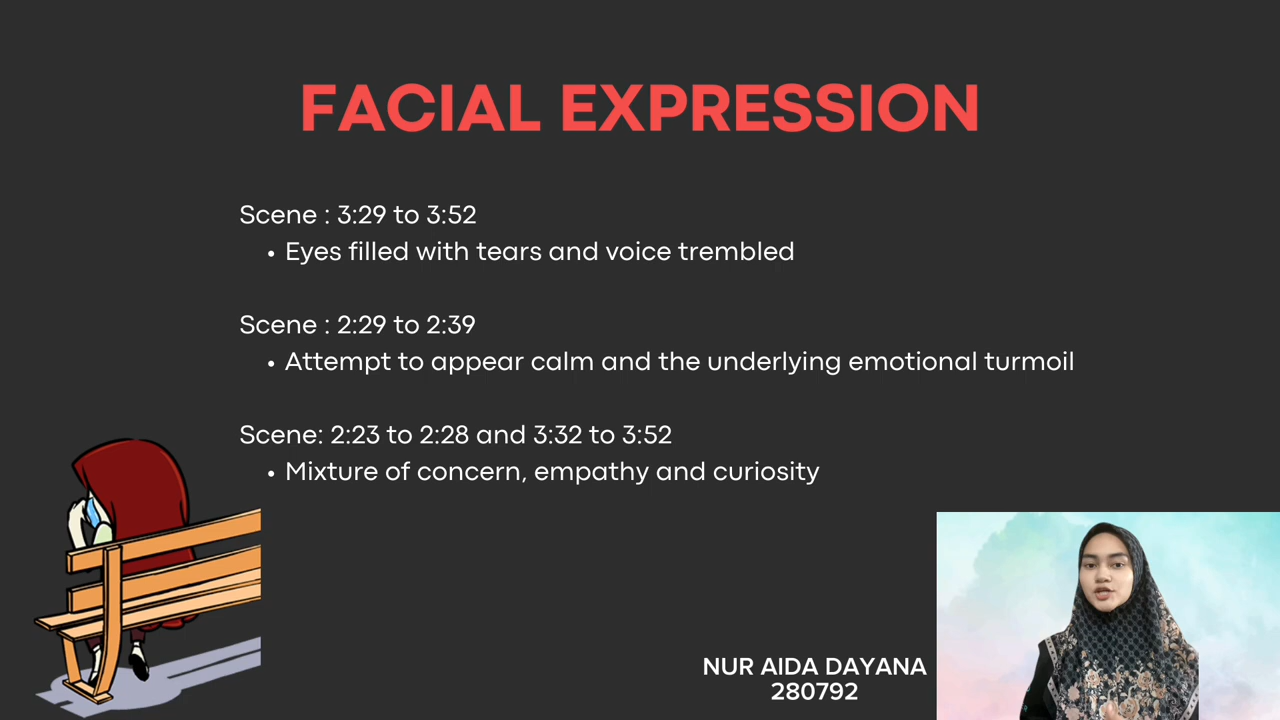 FACIAL EXPRESSION
Scene : 3:29 to 3:52
• Eyes filled with tears and voice trembled
Scene : 2:29 to 2:39
• Attempt to appear calm and the underlying emotional turmoil
Scene: 2:23 to 2:28 and 3:32 to 3:52
• Mixture of concern, empathy and curiosity
NUR AIDA DAYANA
280792